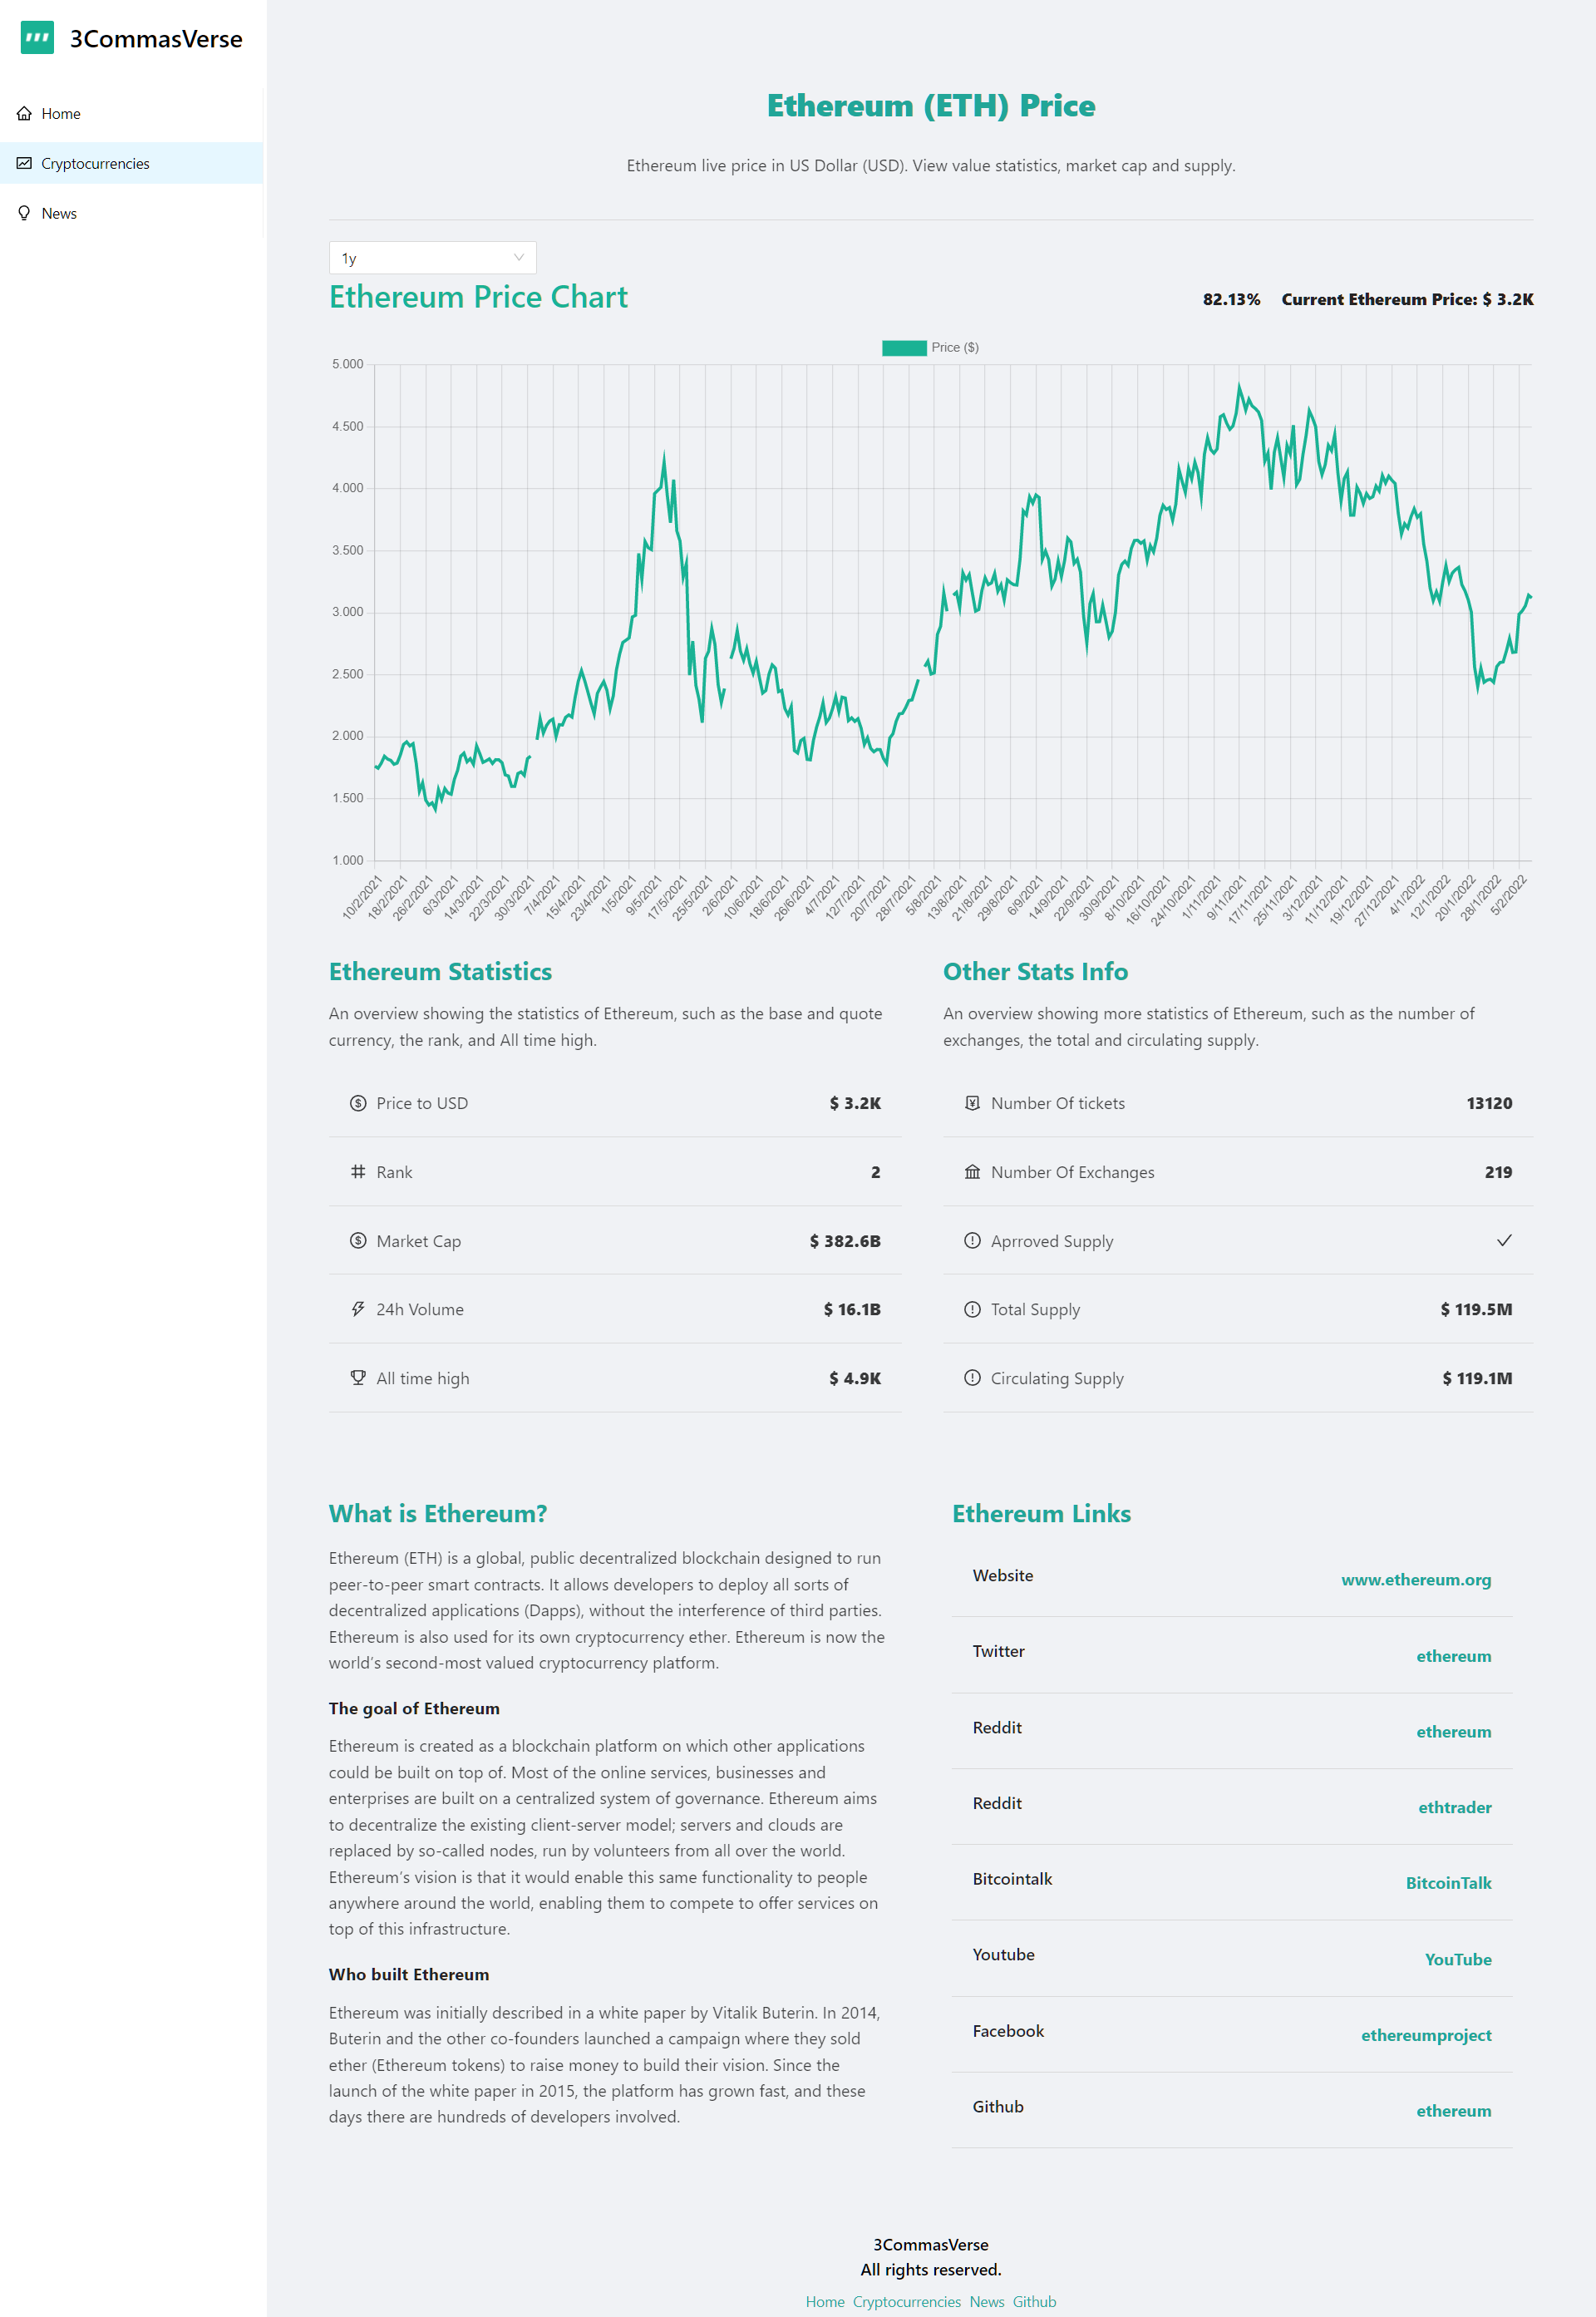 3CommasVerse
Home
Cryptocurrencies
News
Ethereum (ETH) Price
Ethereum live price in US Dollar (USD). View value statistics, market cap and supply.
1y
Ethereum Price Chart
82.13% Current Ethereum Price: $ 3.2K
Price ($)
5.000
4.500
4.000
3.500
3.000
2.500
2.000
1.500
1.000
10/2/2021 18/2/2021 26/2/2021 6/3/2021 14/3/2021 22/3/2021 30/3/2021 7/4/2021 15/4/2021 23/4/2021 1/5/2021 9/5/2021 17/5/2021 25/5/2021 2/6/2021 10/6/2021 18/6/2021 26/6/2021 4/7/2021 12/7/2021 20/7/2021 28/7/2021 5/8/2021 13/8/2021 21/8/2021 29/8/2021 6/9/2021 14/9/2021 22/9/2021 30/9/2021 8/10/2021 16/10/2021 24/10/2021 1/11/2021 9/11/2021 17/11/2021 25/11/2021 3/12/2021 11/12/2021 19/12/2021 27/12/2021 4/1/2022 12/1/2022 20/1/2022 28/1/2022 5/2/2022
Ethereum Statistics
An overview showing the statistics of Ethereum, such as the base and quote
currency, the rank, and All time high.
Price to USD $ 3.2K
Rank 2
Market Cap $ 382.6B
24h Volume $ 16.1B
All time high $ 4.9K
Other Stats Info
An overview showing more statistics of Ethereum, such as the number of
exchanges, the total and circulating supply.
Number Of tickets 13120
Number Of Exchanges 219
Aprroved Supply
Total Supply $ 119.5M
Circulating Supply $ 119.1M
What is Ethereum?
Ethereum (ETH) is a global, public decentralized blockchain designed to run
peer-to-peer smart contracts. It allows developers to deploy all sorts of
decentralized applications (Dapps), without the interference of third parties.
Ethereum is also used for its own cryptocurrency ether. Ethereum is now the
world’s second-most valued cryptocurrency platform.
The goal of Ethereum
Ethereum is created as a blockchain platform on which other applications
could be built on top of. Most of the online services, businesses and
enterprises are built on a centralized system of governance. Ethereum aims
to decentralize the existing client-server model; servers and clouds are
replaced by so-called nodes, run by volunteers from all over the world.
Ethereum’s vision is that it would enable this same functionality to people
anywhere around the world, enabling them to compete to offer services on
top of this infrastructure.
Who built Ethereum
Ethereum was initially described in a white paper by Vitalik Buterin. In 2014,
Buterin and the other co-founders launched a campaign where they sold
ether (Ethereum tokens) to raise money to build their vision. Since the
launch of the white paper in 2015, the platform has grown fast, and these
days there are hundreds of developers involved.
Ethereum Links
Website www.ethereum.org
Twitter ethereum
Reddit ethereum
Reddit ethtrader
Bitcointalk BitcoinTalk
Youtube YouTube
Facebook ethereumproject
Github ethereum
3CommasVerse
All rights reserved.
Home Cryptocurrencies News Github